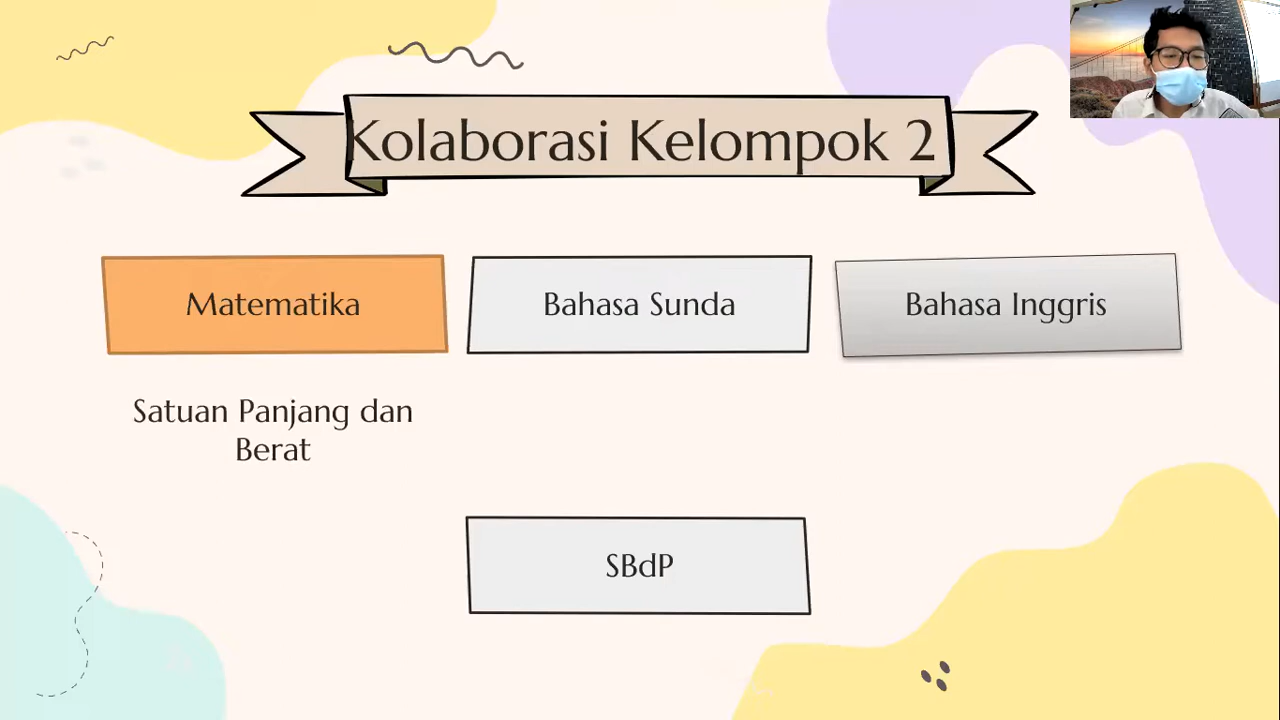 Kolaborasi Kelompok 2
Matematika
Bahasa Sunda
Bahasa Inggris
Satuan Panjang dan
Berat
SBdP